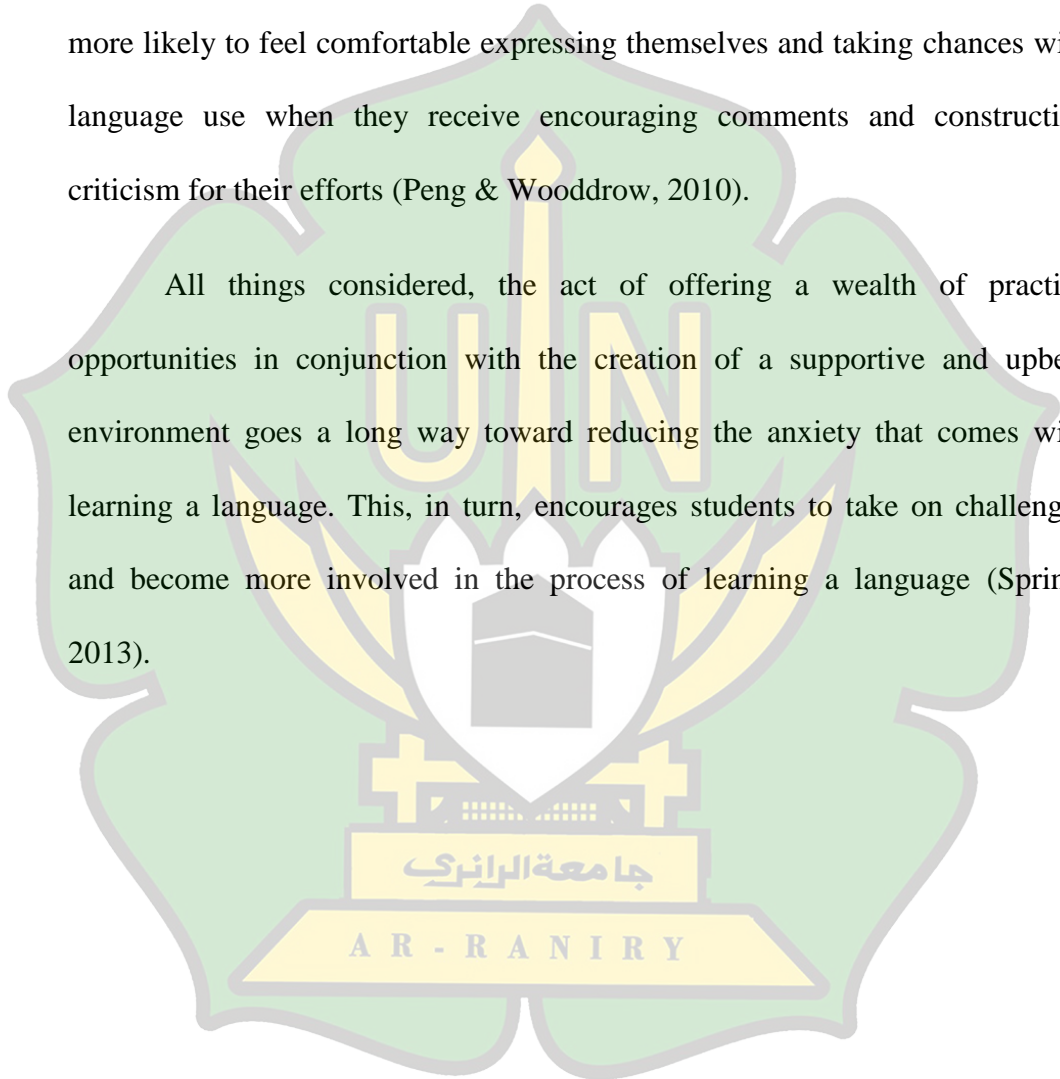 more likely to feel comfortable expressing themselves and taking chances wi
language use when they receive encouraging comments and constructi
criticism for their efforts (Peng & Wooddrow, 2010).
All things considered, the act of offering a wealth of practi
opportunities in conjunction with the creation of a supportive and upbe
environment goes a long way toward reducing the anxiety that comes wi
learning a language. This, in turn, encourages students to take on challeng
and become more involved in the process of learning a language (Sprin
2013).
UIN
جامعةالرانري
AR-RANIRY